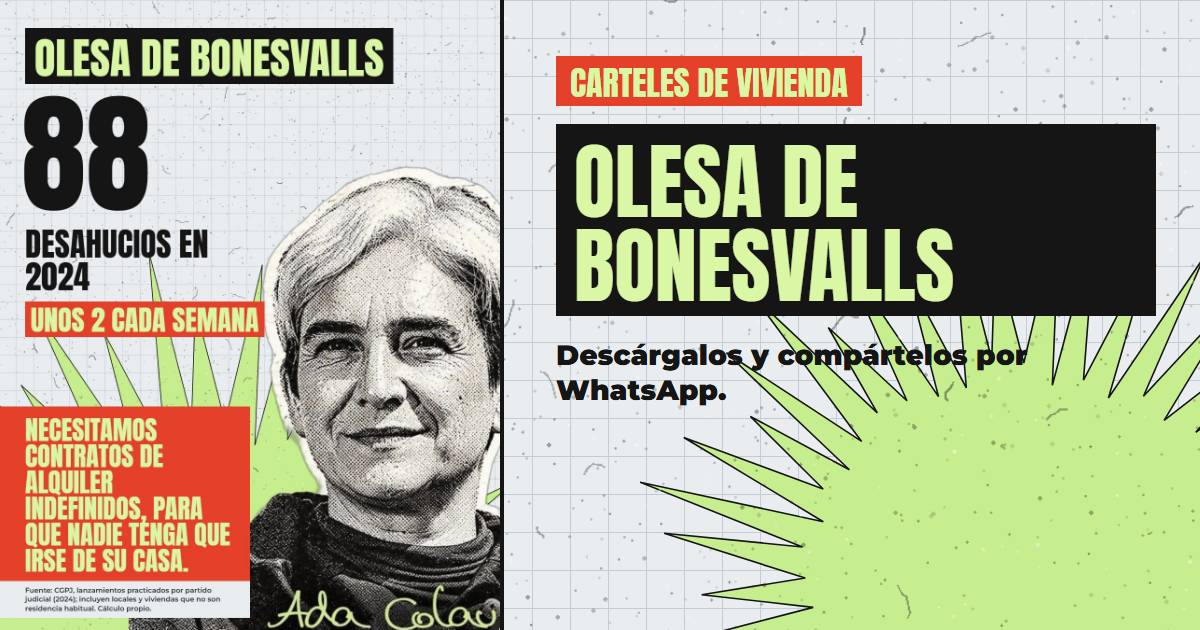 OLESA DE BONESVALLS
88
DESAHUCIOS EN
2024
UNOS 2 CADA SEMANA
NECESITAMOS
CONTRATOS DE
ALQUILER
INDEFINIDOS, PARA
QUE NADIE TENGA QUE
IRSE DE SU CASA.
Fuente: CGPJ, lanzamientos practicados por partido
judicial (2024); incluyen locales y viviendas que no son
residencia habitual. Cálculo propio.
Ada Colau
CARTELES DE VIVIENDA
OLESA DE
BONESVALLS
Descárgalos y compártelos por
WhatsApp.